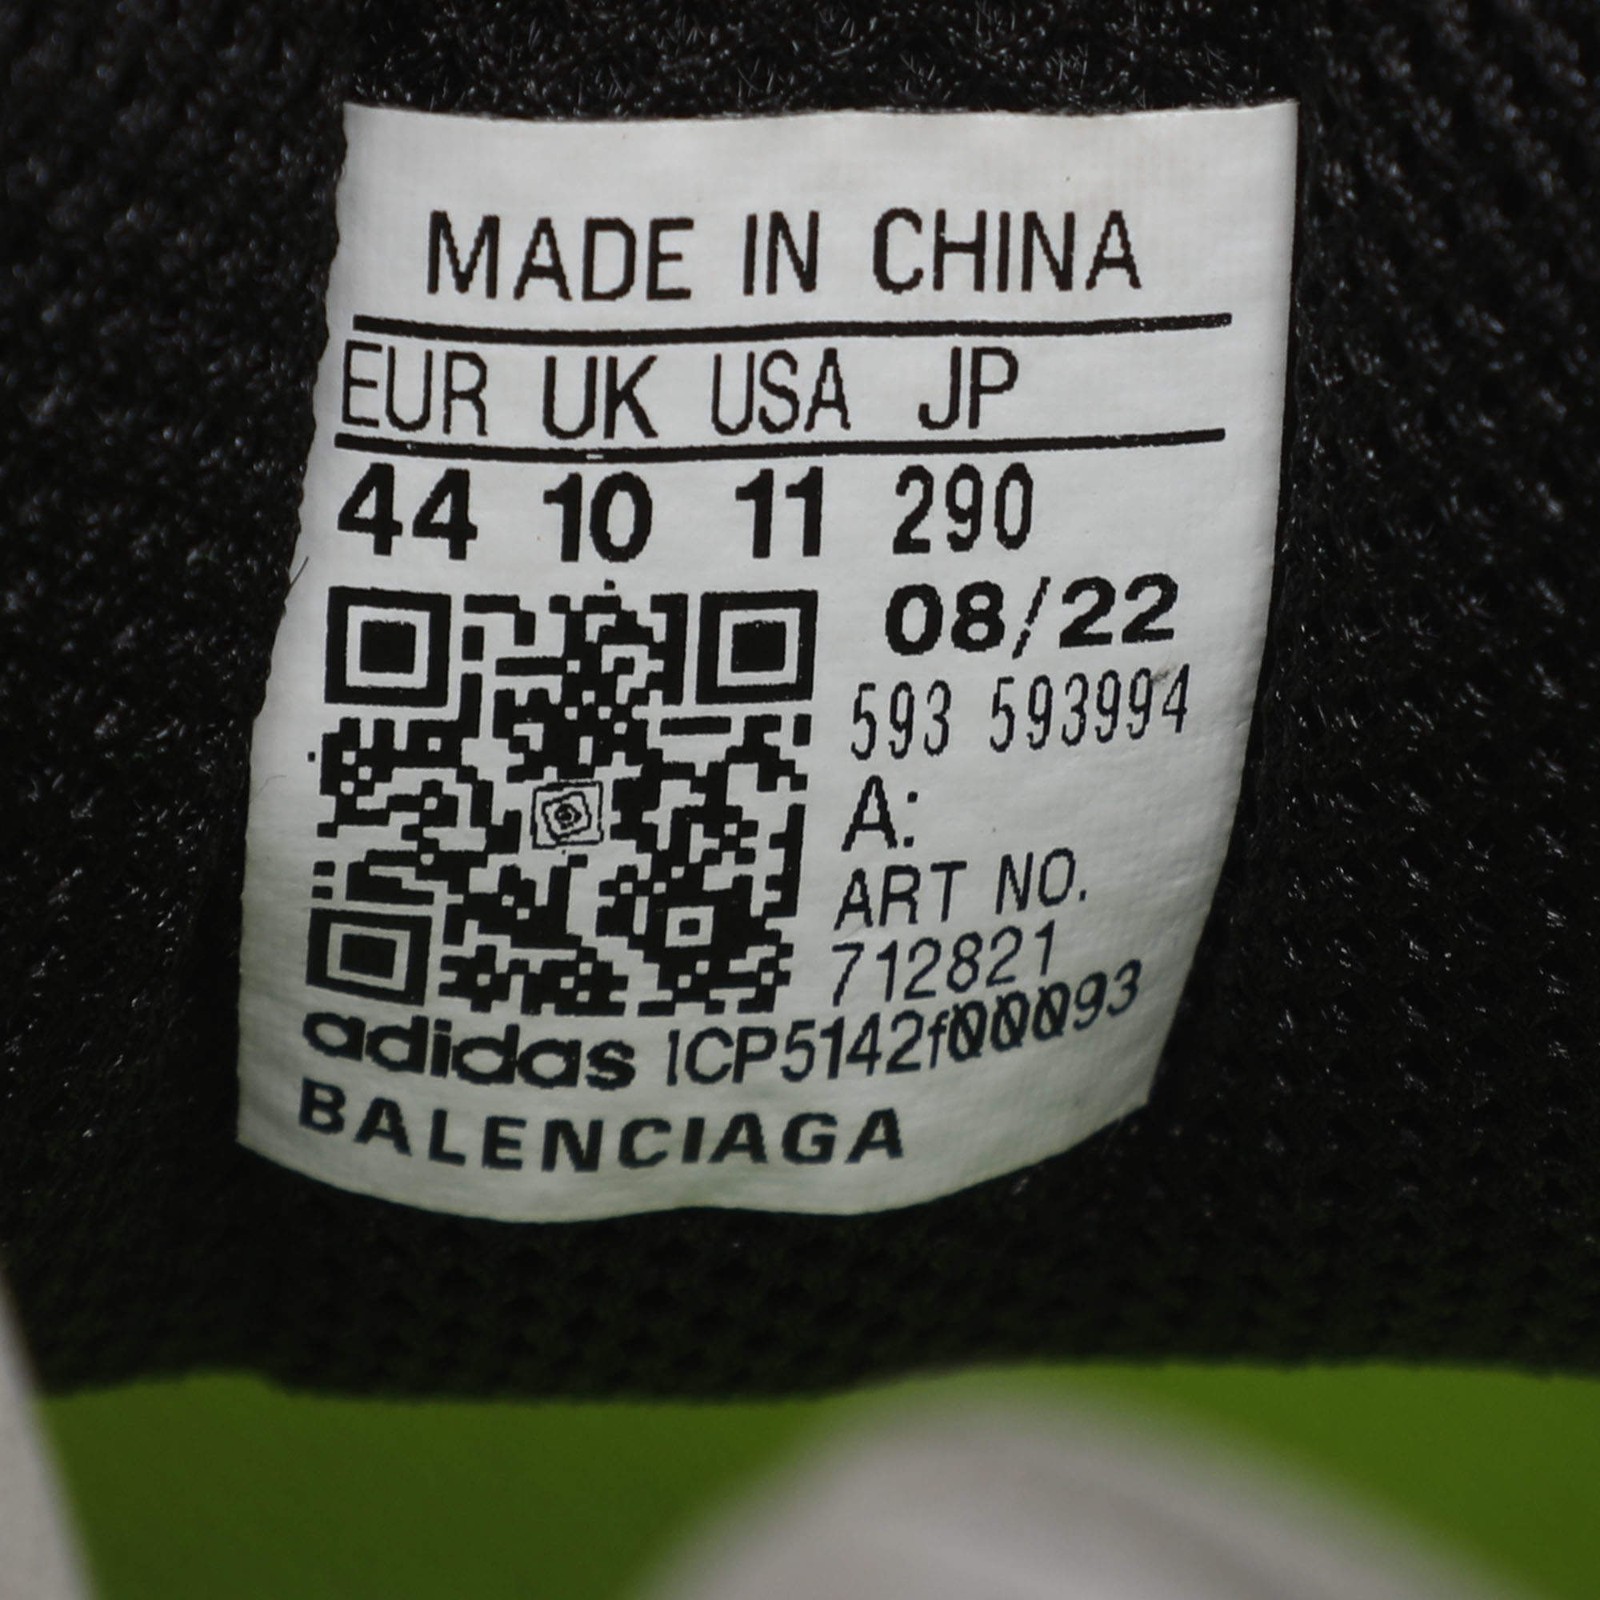 MADE IN CHINA
EUR UK USA JP
44 10 11 290
08/22
593 593994
A:
ART NO.
712821
adidas ICP5142f00093
BALENCIAGA